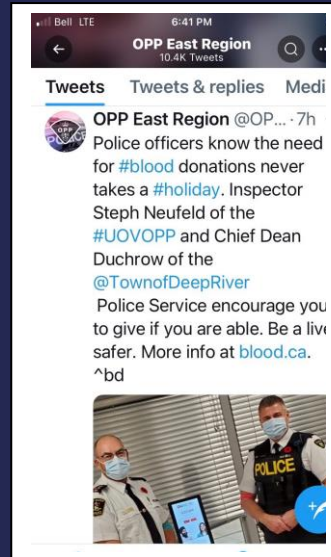 Bell LTE
6:41 PM
OPP East Region
10.4K Tweets
Tweets Tweets & replies Medi
OPP East Region @OP... · 7h
Police officers know the need
for #blood donations never
takes a #holiday. Inspector
Steph Neufeld of the
#UOVOPP and Chief Dean
Duchrow of the
@TownofDeepRiver
Police Service encourage you
to give if you are able. Be a live
safer. More info at blood.ca.
^bd
OPP
POLICE